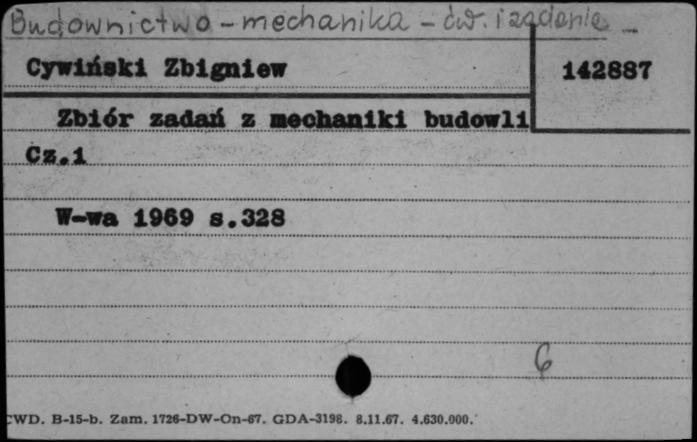 Budownictwo - mechanika - ćw. i zadania
Cywiński Zbigniew 142887
Zbiór zadań z mechaniki budowli
Cz.1
W-wa 1969 s.328
6
CWD. B-15-b. Zam. 1726-DW-On-67. GDA-3198. 8.11.67. 4.630.000.